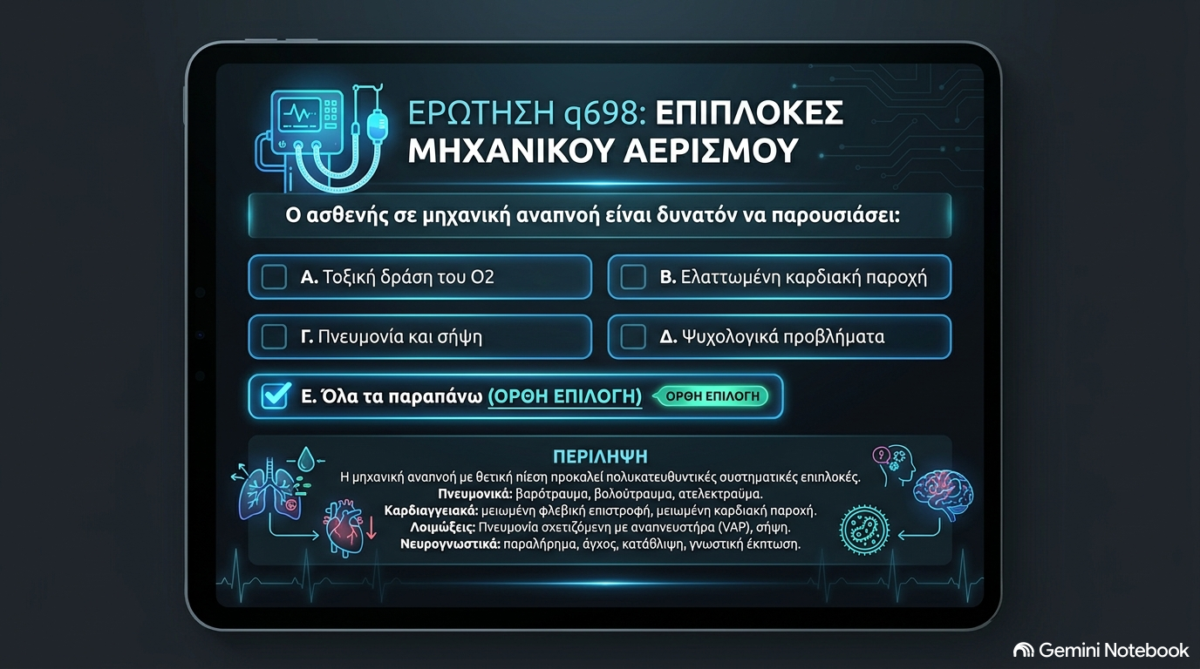 ΕΡΩΤΗΣΗ q698: ΕΠΙΠΛΟΚΕΣ
ΜΗΧΑΝΙΚΟΥ ΑΕΡΙΣΜΟΥ
Ο ασθενής σε μηχανική αναπνοή είναι δυνατόν να παρουσιάσει:
Α. Τοξική δράση του Ο2
Β. Ελαττωμένη καρδιακή παροχή
Γ. Πνευμονία και σήψη
Δ. Ψυχολογικά προβλήματα
Ε. Όλα τα παραπάνω (ΟΡΘΗ ΕΠΙΛΟΓΗ) ΟΡΘΗ ΕΠΙΛΟΓΗ
ΠΕΡΙΛΗΨΗ
Η μηχανική αναπνοή με θετική πίεση προκαλεί πολυκατευθυντικές συστηματικές επιπλοκές.
Πνευμονικά: βαρότραυμα, βολούτραυμα, ατελεκτραϋμα.
Καρδιαγγειακά: μειωμένη φλεβική επιστροφή, μειωμένη καρδιακή παροχή.
Λοιμώξεις: Πνευμονία σχετιζόμενη με αναπνευστήρα (VAP), σήψη.
Νευρογνωστικά: παραλήρημα, άγχος, κατάθλιψη, γνωστική έκπτωση.
Gemini Notebook